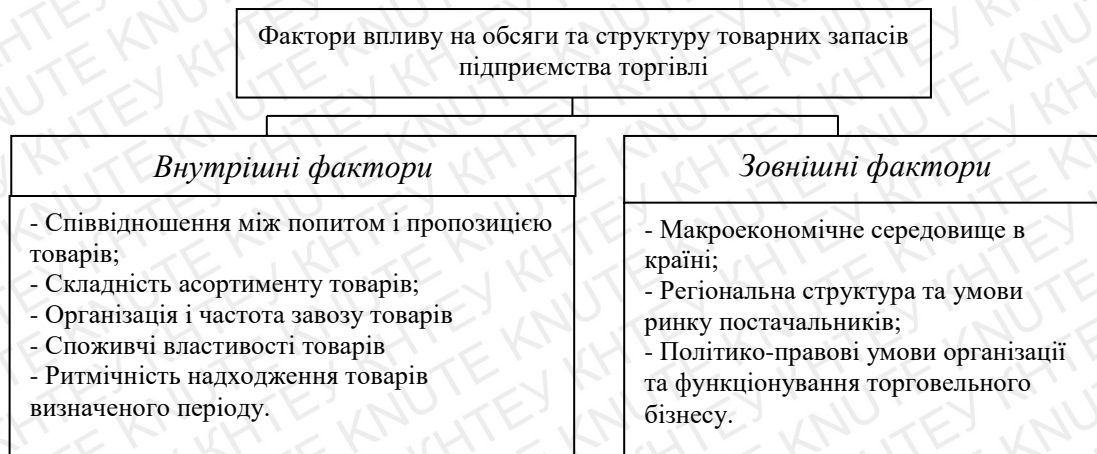 Фактори впливу на обсяги та структуру товарних запасів
підприємства торгівлі
Внутрішні фактори
- Співвідношення між попитом і пропозицією
товарів;
- Складність асортименту товарів;
- Організація і частота завозу товарів
- Споживчі властивості товарів
- Ритмічність надходження товарів
визначеного періоду.
Зовнішні фактори
- Макроекономічне середовище в
країні;
- Регіональна структура та умови
ринку постачальників;
- Політико-правові умови організації
та функціонування торговельного
бізнесу.